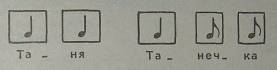 Та – ня Та – неч – ка